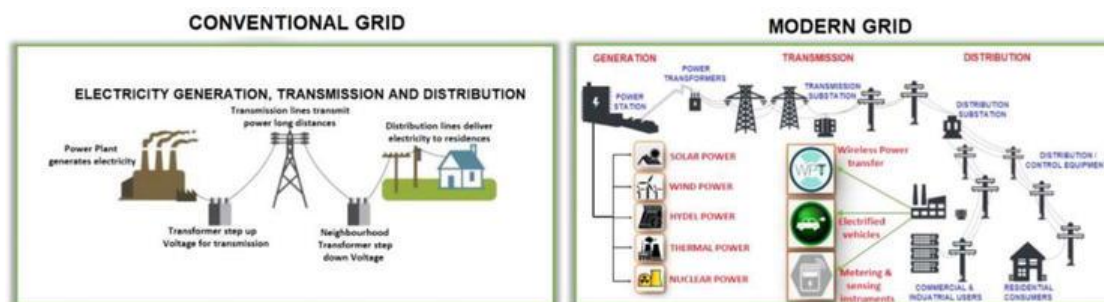 CONVENTIONAL GRID
ELECTRICITY GENERATION, TRANSMISSION AND DISTRIBUTION
Transmission lines transmit
power long distances
Power Plant
generates electricity
Distribution lines deliver
electricity to residences
Transformer step up
Voltage for transmission
Neighbourhood
Transformer step
down Voltage
MODERN GRID
GENERATION
TRANSMISSION
DISTRIBUTION
POWER
TRANSFORMERS
POWER
STATION
TRANSMISSION
SUBSTATION
DISTRIBUTION
SUBSTATION
DISTRIBUTION /
CONTROL EQUIPMENT
SOLAR POWER
WIND POWER
HYDEL POWER
THERMAL POWER
NUCLEAR POWER
WPT
Wireless Power
transfer
Electrified
vehicles
Metering &
sensing
instraments
COMMERCIAL &
INDUATRIAL USERS
RESIDENTIAL
CONSUMERS